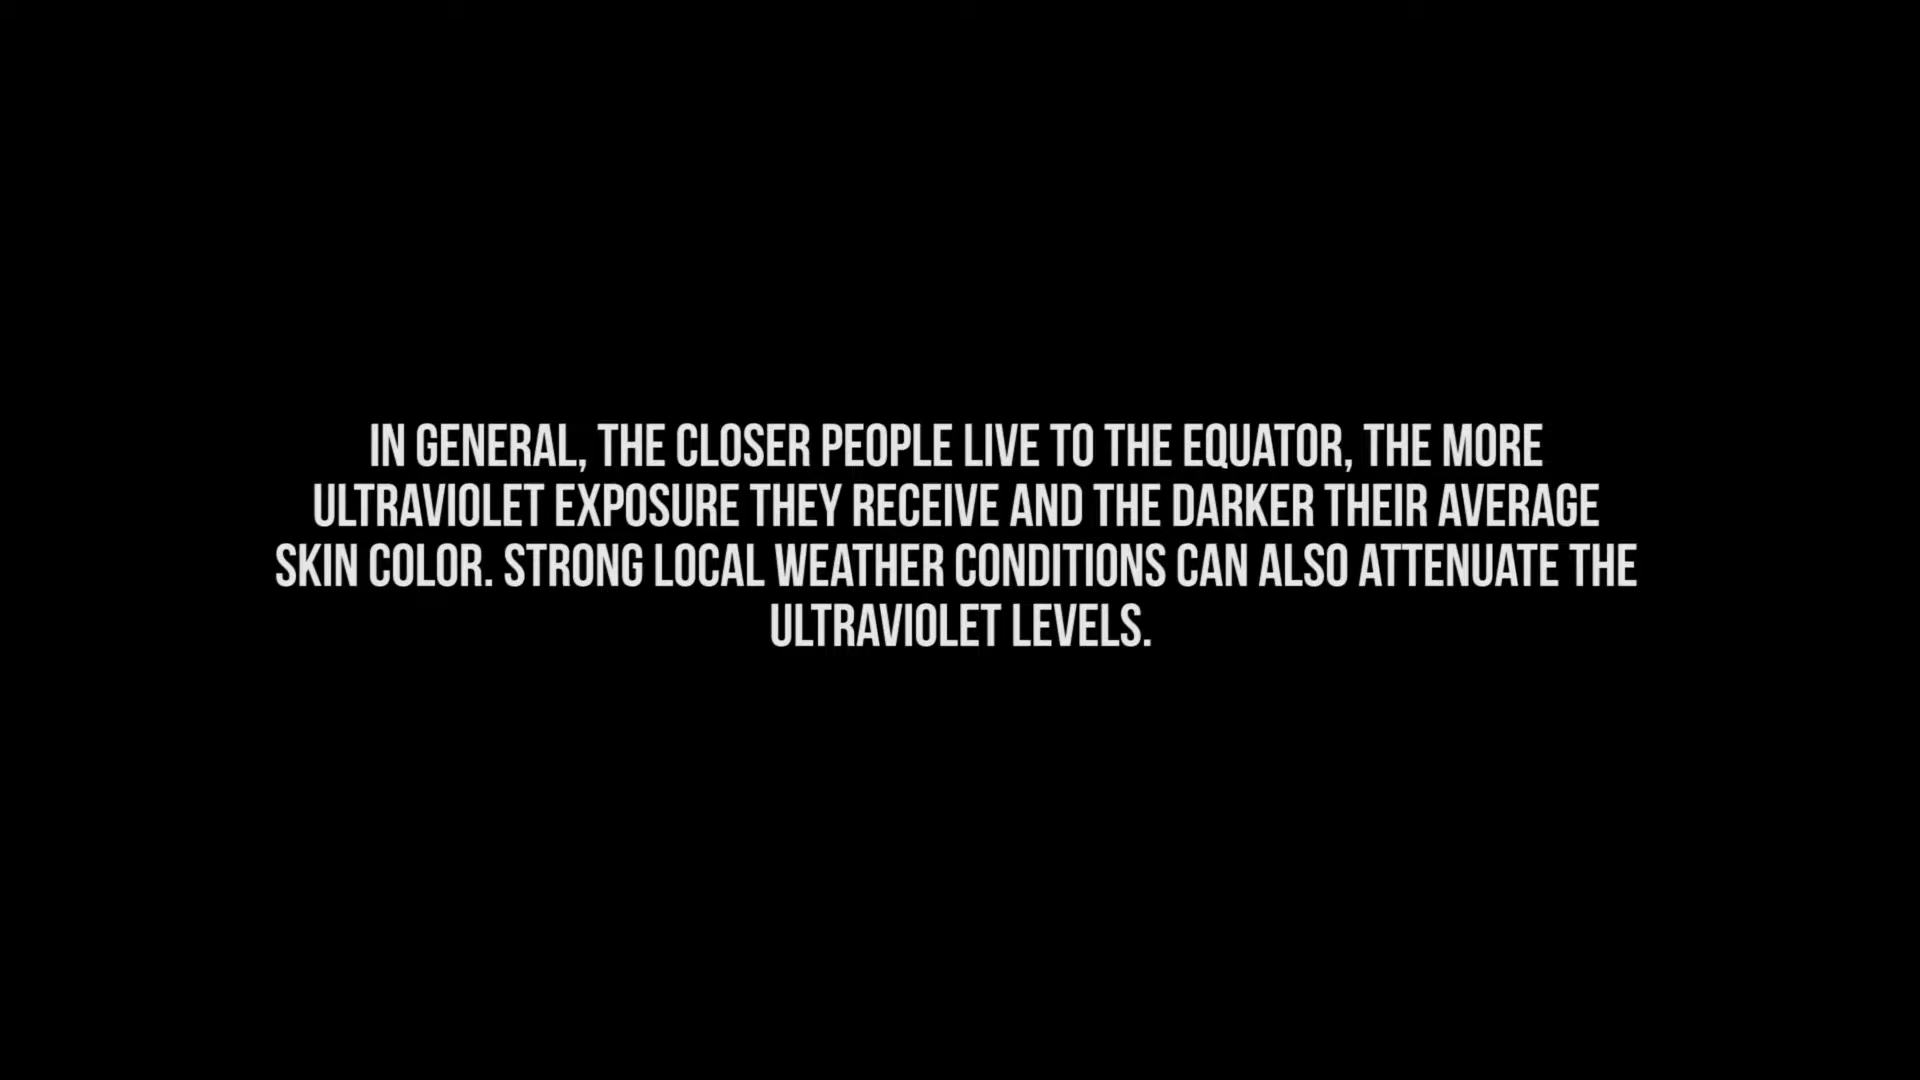 IN GENERAL, THE CLOSER PEOPLE LIVE TO THE EQUATOR, THE MORE
ULTRAVIOLET EXPOSURE THEY RECEIVE AND THE DARKER THEIR AVERAGE
SKIN COLOR. STRONG LOCAL WEATHER CONDITIONS CAN ALSO ATTENUATE THE
ULTRAVIOLET LEVELS.